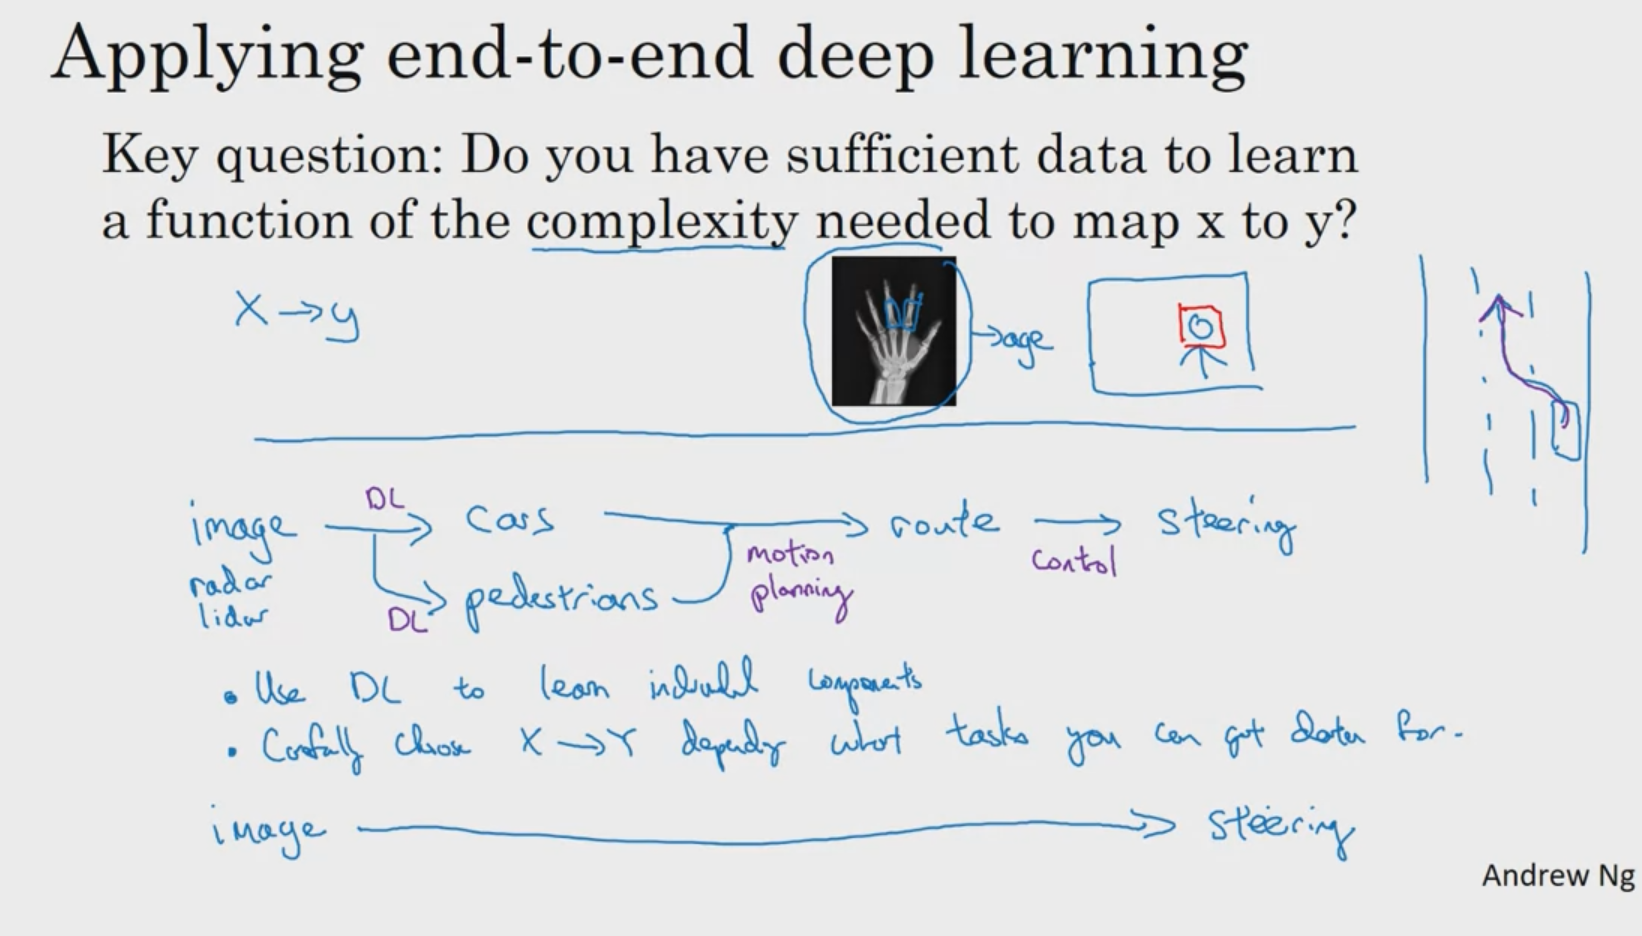 Applying end-to-end deep learning
Key question: Do you have sufficient data to learn
a function of the complexity needed to map x to y?
X → y
→ age
DL
image → cars → route → steering
radar
lidar
DL
pedestrians
motion
planning
control
• Use DL to learn individual components
• Carefully choose X → Y depending what tasks you can get data for.
image → steering
Andrew Ng